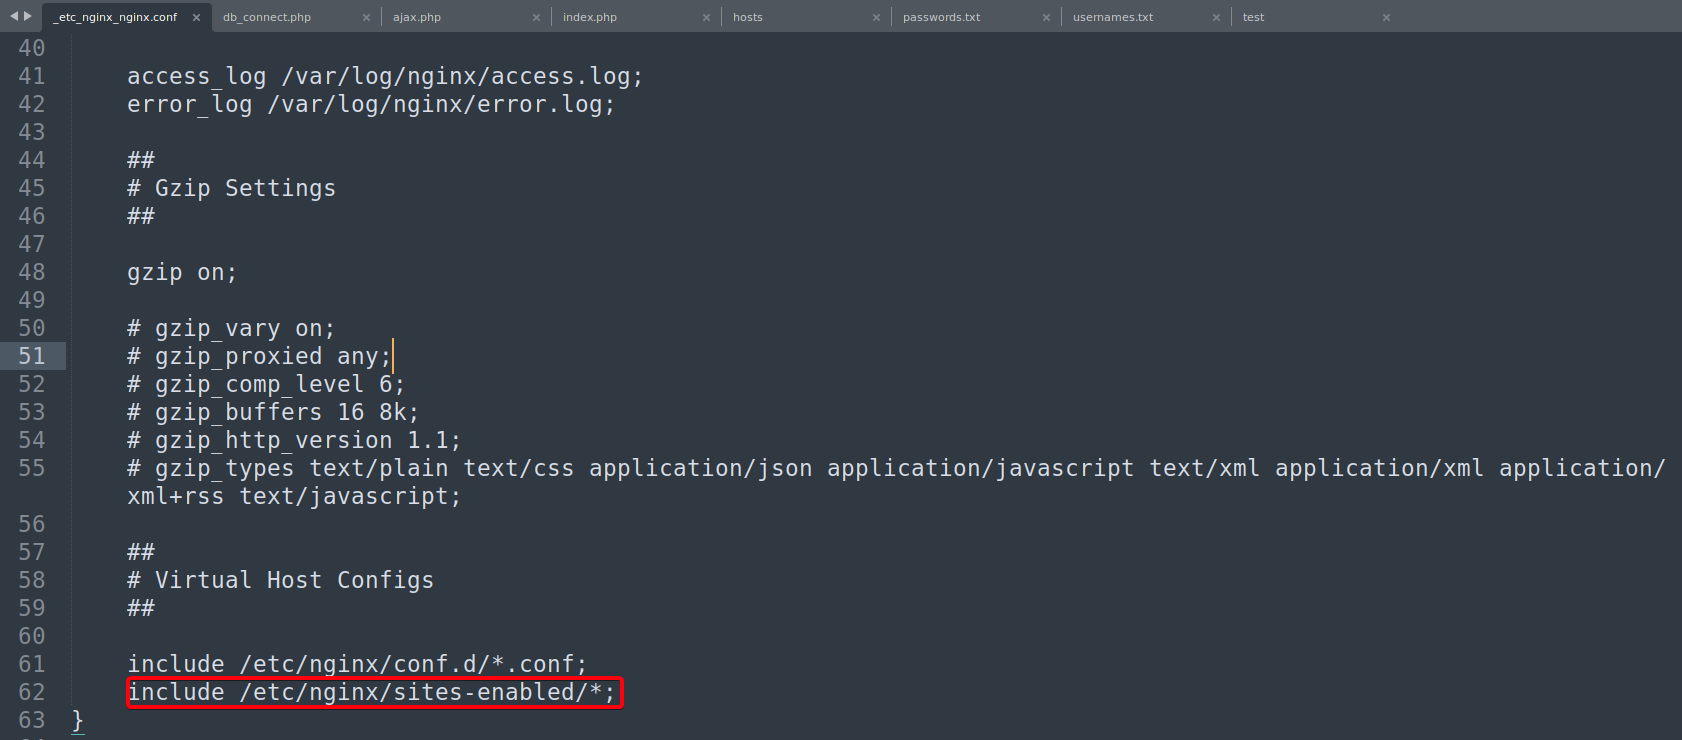 _etc_nginx_nginx.conf × db_connect.php × ajax.php × index.php × hosts × passwords.txt × usernames.txt × test ×
40
41 access_log /var/log/nginx/access.log;
42 error_log /var/log/nginx/error.log;
43
44 ##
45 # Gzip Settings
46 ##
47
48 gzip on;
49
50 # gzip_vary on;
51 # gzip_proxied any;
52 # gzip_comp_level 6;
53 # gzip_buffers 16 8k;
54 # gzip_http_version 1.1;
55 # gzip_types text/plain text/css application/json application/javascript text/xml application/xml application/
xml+rss text/javascript;
56
57 ##
58 # Virtual Host Configs
59 ##
60
61 include /etc/nginx/conf.d/*.conf;
62 include /etc/nginx/sites-enabled/*;
63 }